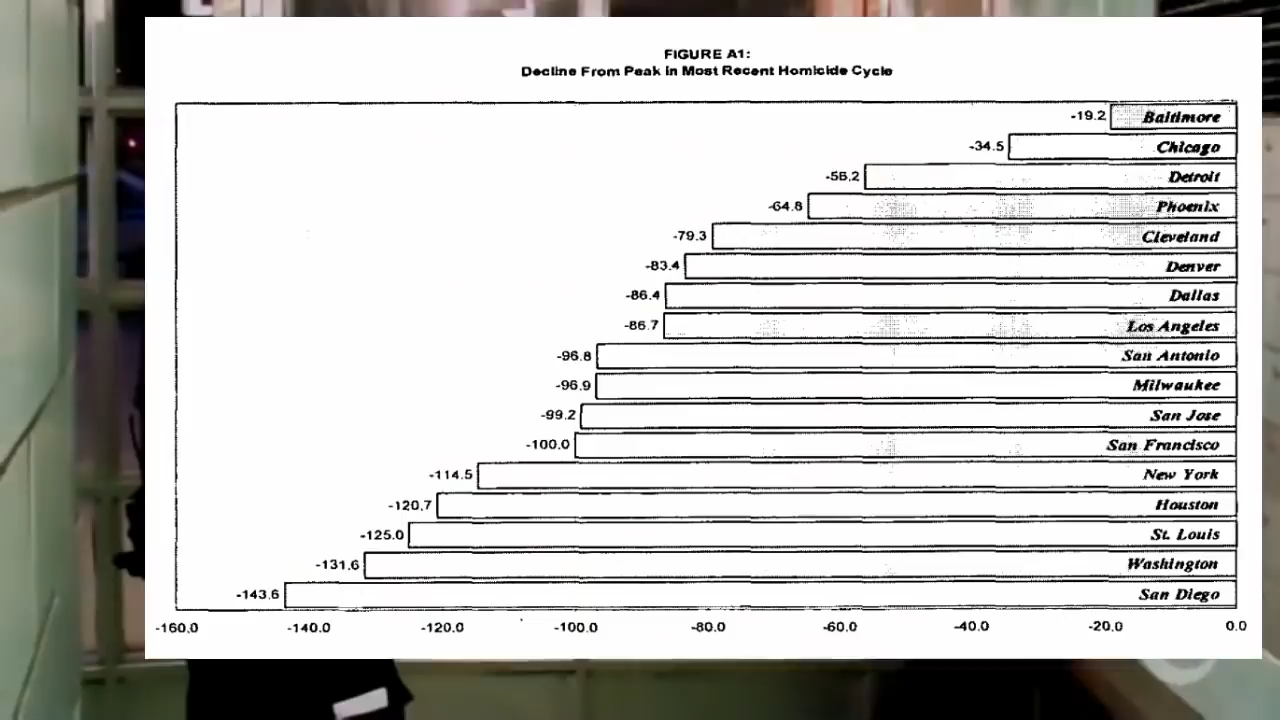 FIGURE A1:
Decline From Peak in Most Recent Homicide Cycle
-19.2 Baltimore
-34.5 Chicago
-56.2 Detroit
-64.8 Phoenix
-79.3 Cleveland
-83.4 Denver
-86.4 Dallas
-86.7 Los Angeles
-96.8 San Antonio
-96.9 Milwaukee
-99.2 San Jose
-100.0 San Francisco
-114.5 New York
-120.7 Houston
-125.0 St. Louis
-131.6 Washington
-143.6 San Diego
-160.0 -140.0 -120.0 -100.0 -80.0 -60.0 -40.0 -20.0 0.0